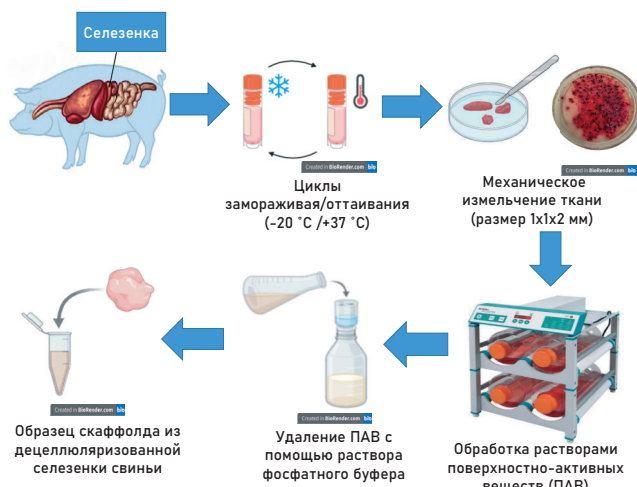 Селезенка
Created in BioRender.com bio
Циклы
замораживая/оттаивания
(-20 ˚C /+37 ˚C)
Created in BioRender.com bio
Механическое
измельчение ткани
(размер 1х1х2 мм)
Created in BioRender.com bio
Образец скаффолда из
децеллюляризованной
селезенки свиньи
Created in BioRender.com bio
Удаление ПАВ с
помощью раствора
фосфатного буфера
Обработка растворами
поверхностно-активных
веществ (ПАВ)